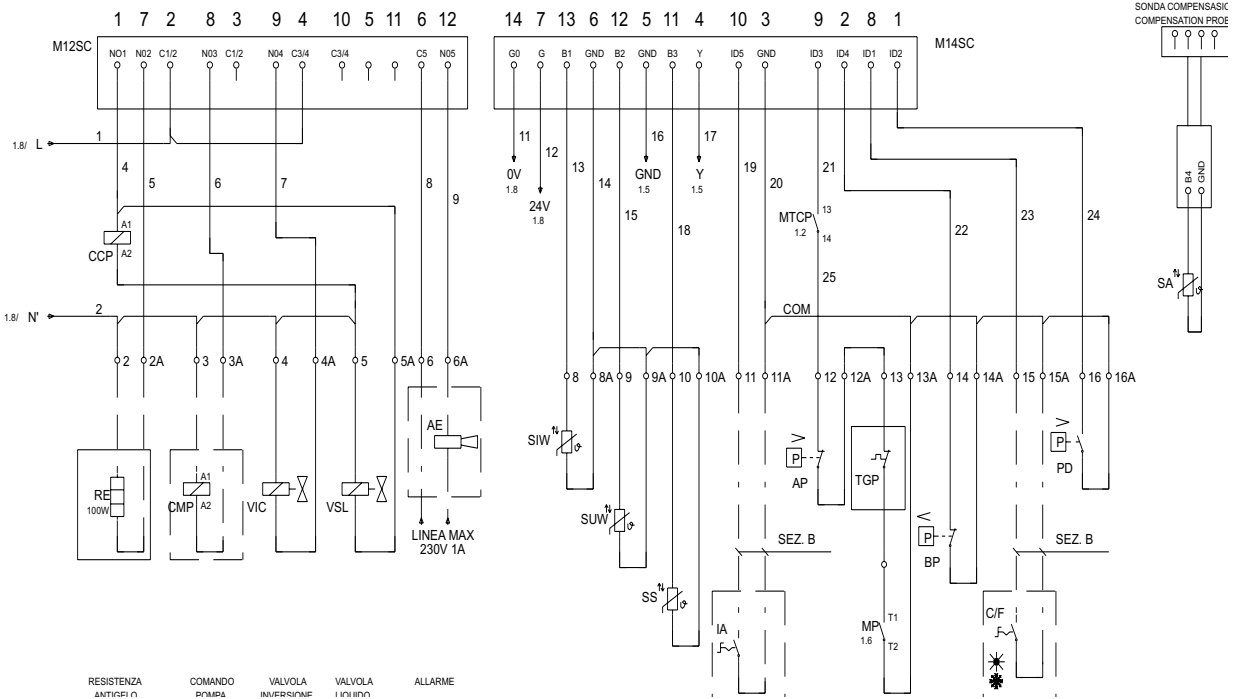 1 7 2 8 3 9 4 10 5 11 6 12
14 7 13 6 12 5 11 4 10 3 9 2 8 1
SONDA COMPENSASIO
COMPENSATION PROB
M12SC
NO1 N02 C1/2 N03 C1/2 N04 C3/4 C3/4 C5 N05
G0 G B1 GND B2 GND B3 Y ID5 GND ID3 ID4 ID1 ID2
M14SC
1.8/ L 1
4 5 6 7 8 9
11 12 13 14 15 16 17 18 19 20 21 22 23 24
0V
1.8
24V
1.8
GND
1.5
Y
1.5
B4 GND
A1
CCP A2
MTCP 13
1.2 14
25
SA
1.8/ N' 2
COM
2 2A 3 3A 4 4A 5 5A 6 6A
8 8A 9 9A 10 10A 11 11A 12 12A 13 13A 14 14A 15 15A 16 16A
AE
SIW
P AP
TGP
P PD
RE
100W
A1
CMP A2
VIC
VSL
LINEA MAX
230V 1A
SUW
SEZ. B
P BP
SEZ. B
SS
IA
MP T1
1.6 T2
C/F
RESISTENZA COMANDO VALVOLA VALVOLA ALLARME
ANTIGELO POMPA INVERSIONE LIQUIDO